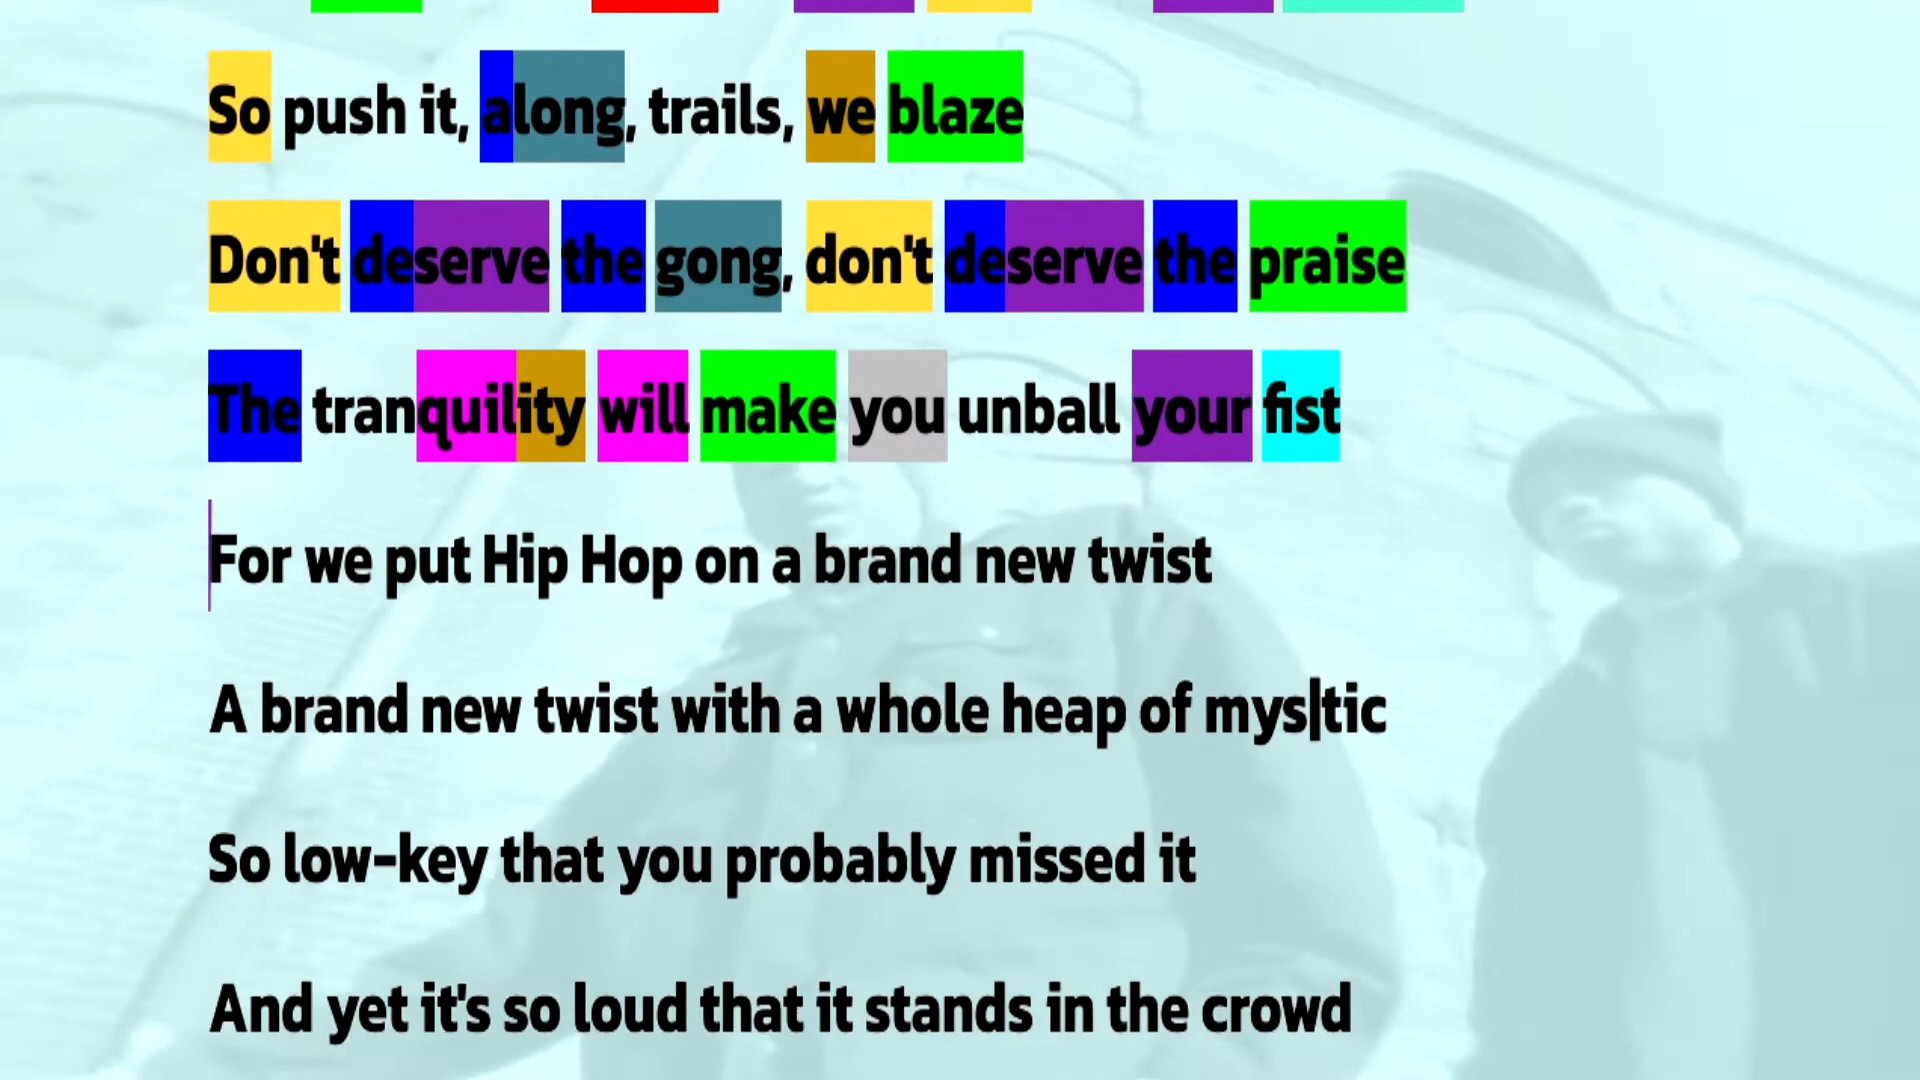 So push it, along, trails, we blaze
Don't deserve the gong, don't deserve the praise
The tranquility will make you unball your fist
For we put Hip Hop on a brand new twist
A brand new twist with a whole heap of mys|tic
So low-key that you probably missed it
And yet it's so loud that it stands in the crowd